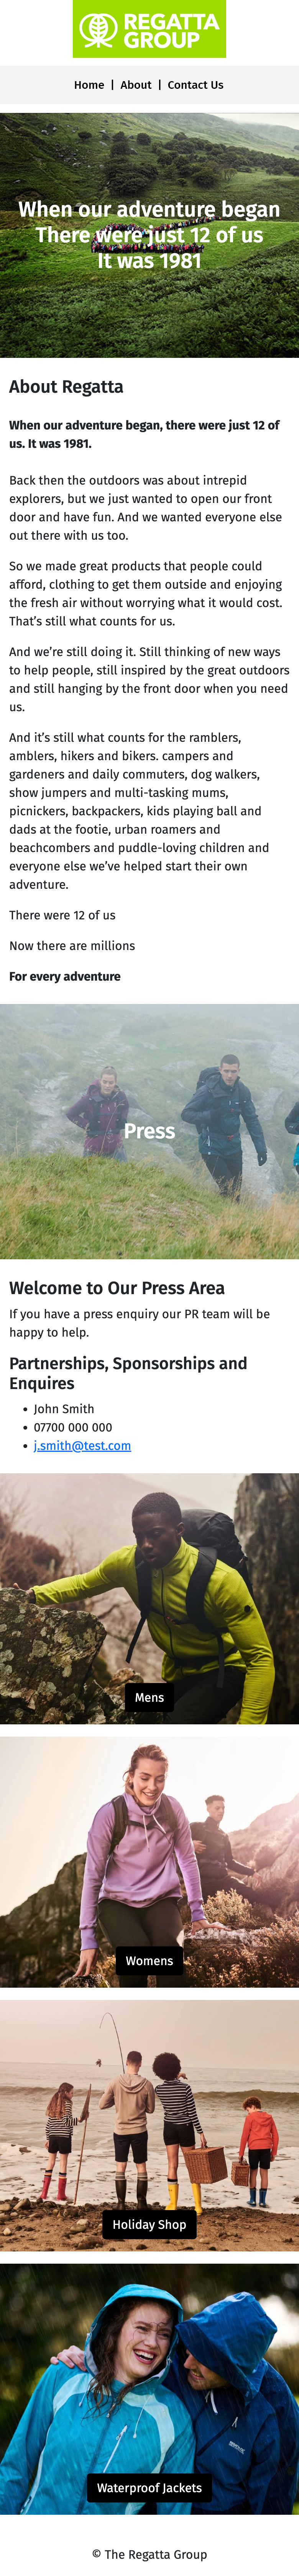 REGATTA
GROUP
Home | About | Contact Us
When our adventure began
There were just 12 of us
It was 1981
About Regatta
When our adventure began, there were just 12 of
us. It was 1981.
Back then the outdoors was about intrepid
explorers, but we just wanted to open our front
door and have fun. And we wanted everyone else
out there with us too.
So we made great products that people could
afford, clothing to get them outside and enjoying
the fresh air without worrying what it would cost.
That’s still what counts for us.
And we’re still doing it. Still thinking of new ways
to help people, still inspired by the great outdoors
and still hanging by the front door when you need
us.
And it’s still what counts for the ramblers,
amblers, hikers and bikers. campers and
gardeners and daily commuters, dog walkers,
show jumpers and multi-tasking mums,
picnickers, backpackers, kids playing ball and
dads at the footie, urban roamers and
beachcombers and puddle-loving children and
everyone else we’ve helped start their own
adventure.
There were 12 of us
Now there are millions
For every adventure
Press
Welcome to Our Press Area
If you have a press enquiry our PR team will be
happy to help.
Partnerships, Sponsorships and
Enquires
• John Smith
• 07700 000 000
• j.smith@test.com
Mens
Womens
Holiday Shop
Waterproof Jackets
© The Regatta Group